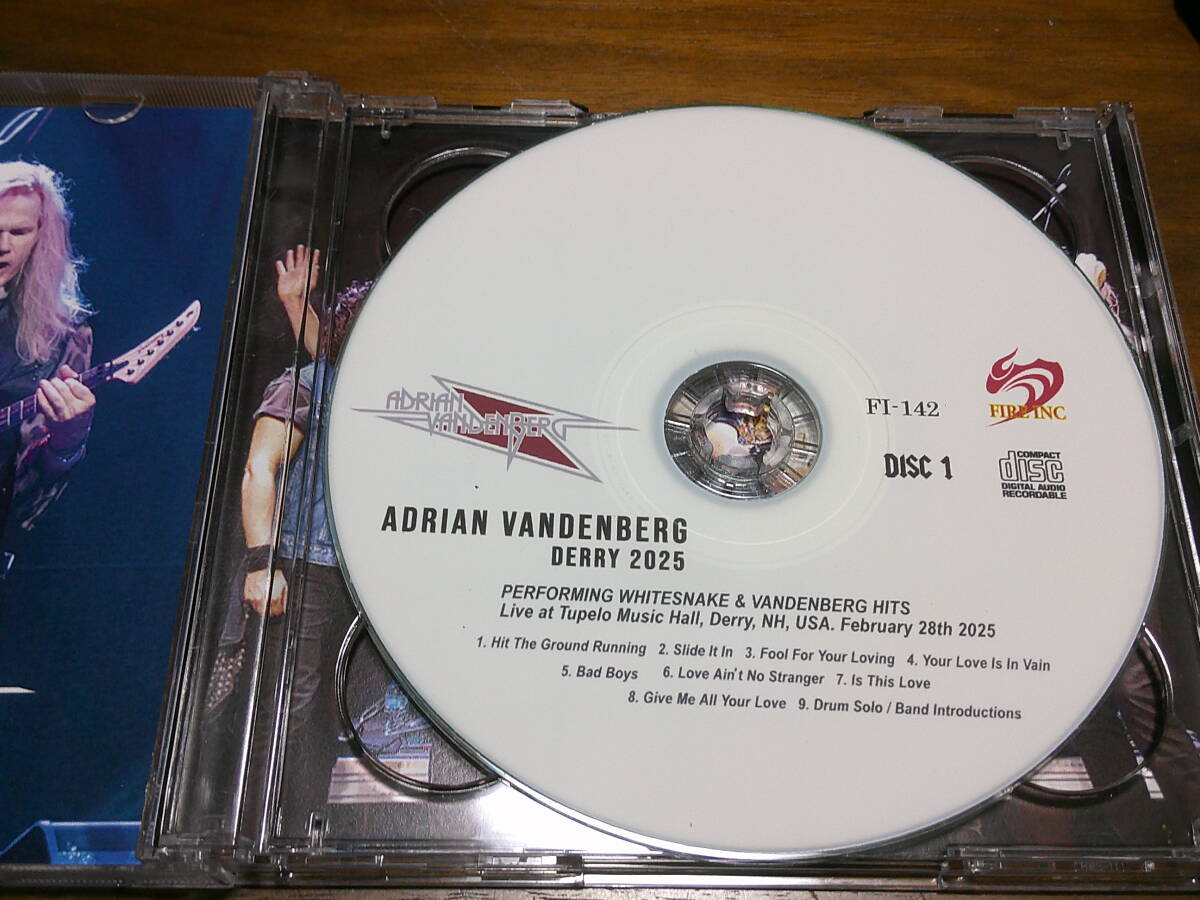 ADRIAN
VANDENBERG
FI-142
FIRE INC
DISC 1
COMPACT
disc
DIGITAL AUDIO
RECORDABLE
ADRIAN VANDENBERG
DERRY 2025
PERFORMING WHITESNAKE & VANDENBERG HITS
Live at Tupelo Music Hall, Derry, NH, USA. February 28th 2025
1. Hit The Ground Running 2. Slide It In 3. Fool For Your Loving 4. Your Love Is In Vain
5. Bad Boys 6. Love Ain't No Stranger 7. Is This Love
8. Give Me All Your Love 9. Drum Solo / Band Introductions